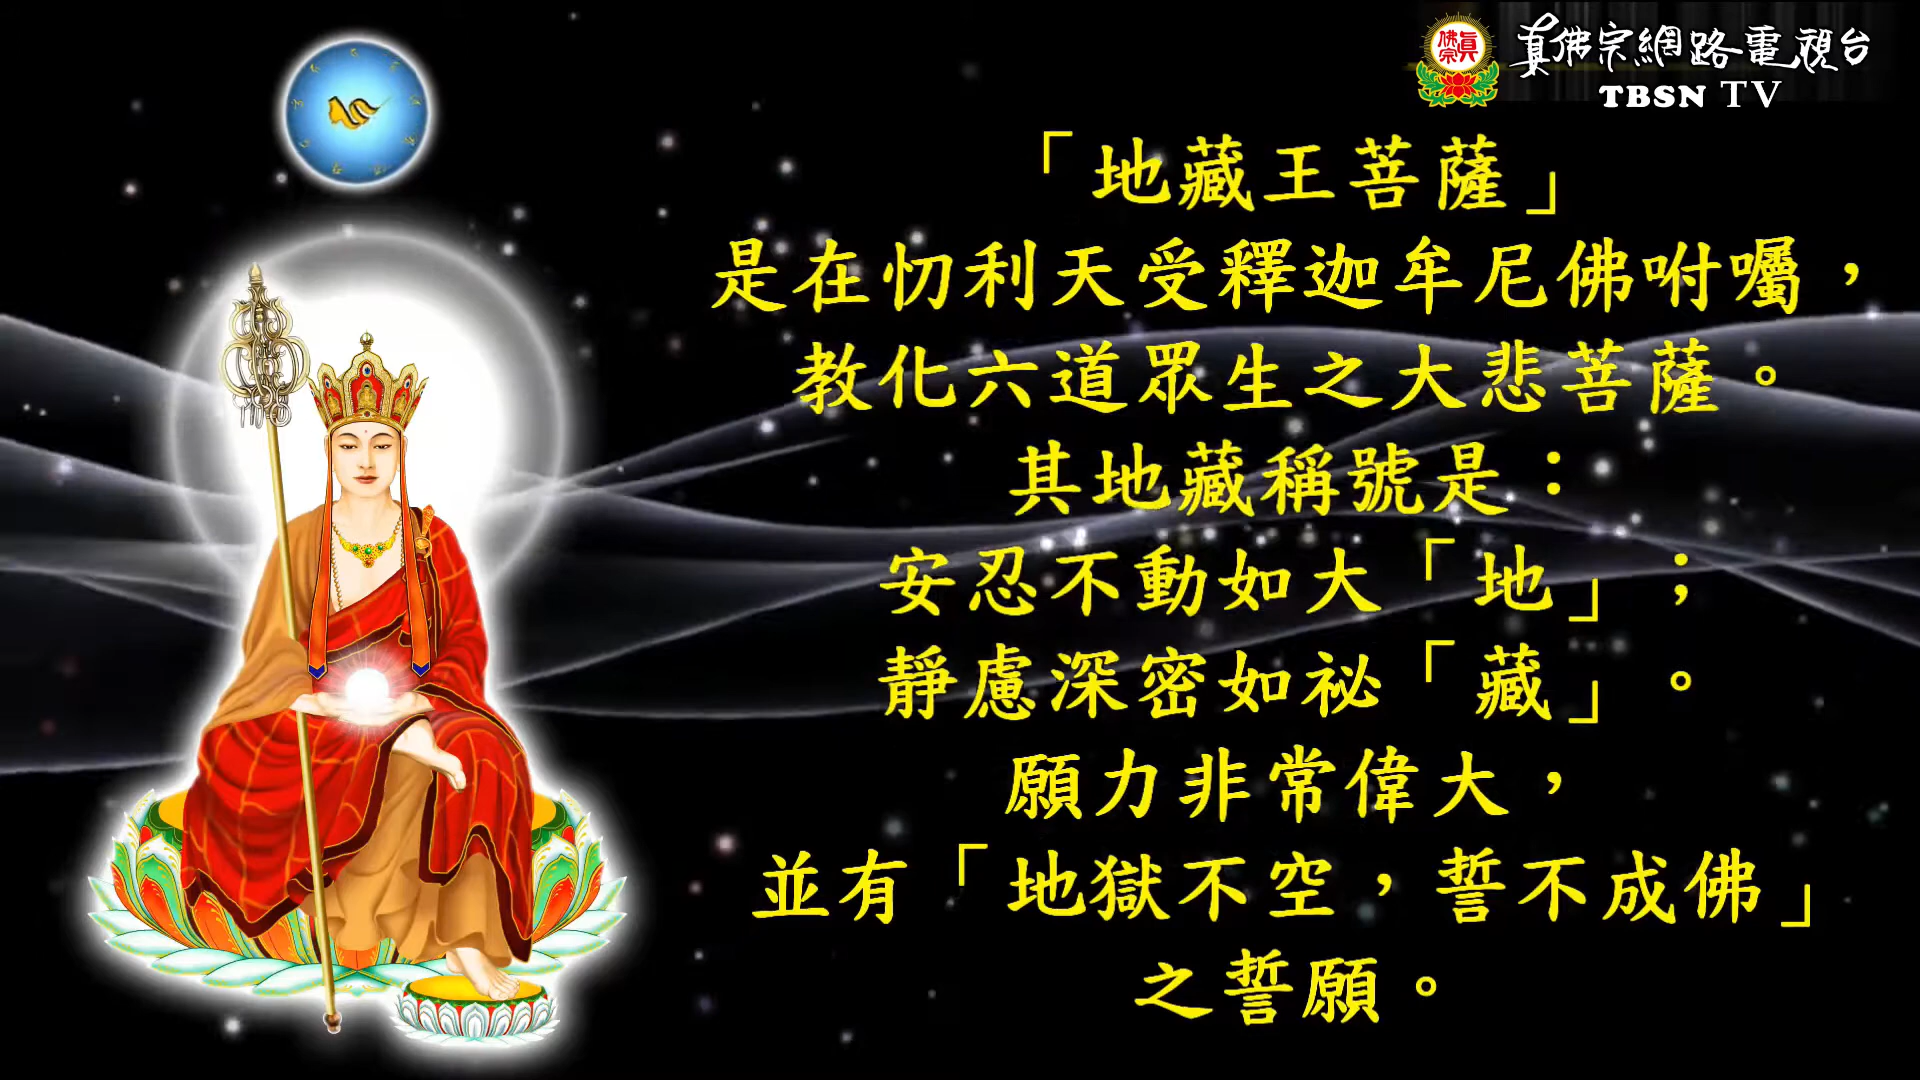 真佛宗網路電視台
TBSN TV
佛真宗
「地藏王菩薩」
是在忉利天受釋迦牟尼佛咐囑，
教化六道眾生之大悲菩薩。
其地藏稱號是：
安忍不動如大「地」；
靜慮深密如祕「藏」。
願力非常偉大，
並有「地獄不空，誓不成佛」
之誓願。